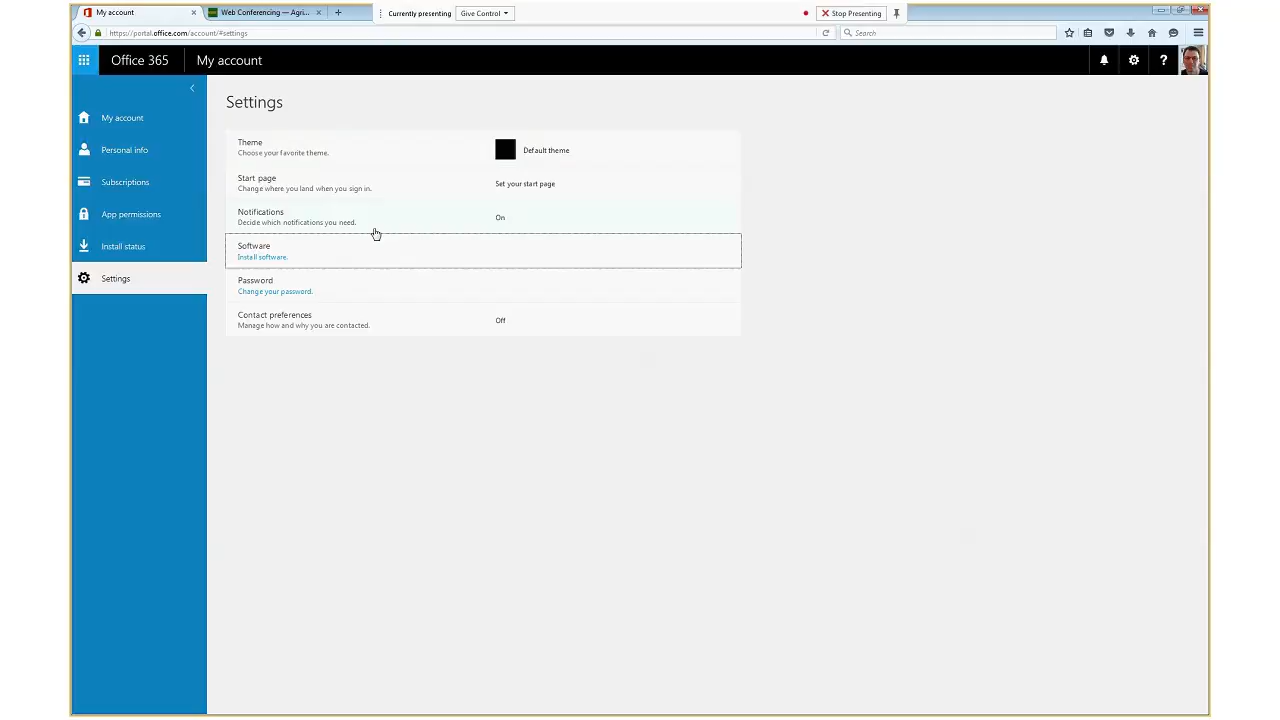 My account
Web Conferencing — Agri...
Currently presenting
Give Control
Stop Presenting
https://portal.office.com/account/#settings
Search
Office 365
My account
?
My account
Personal info
Subscriptions
App permissions
Install status
Settings
Settings
Theme
Choose your favorite theme.
Default theme
Start page
Change where you land when you sign in.
Set your start page
Notifications
Decide which notifications you need.
On
Software
Install software.
Password
Change your password.
Contact preferences
Manage how and why you are contacted.
Off